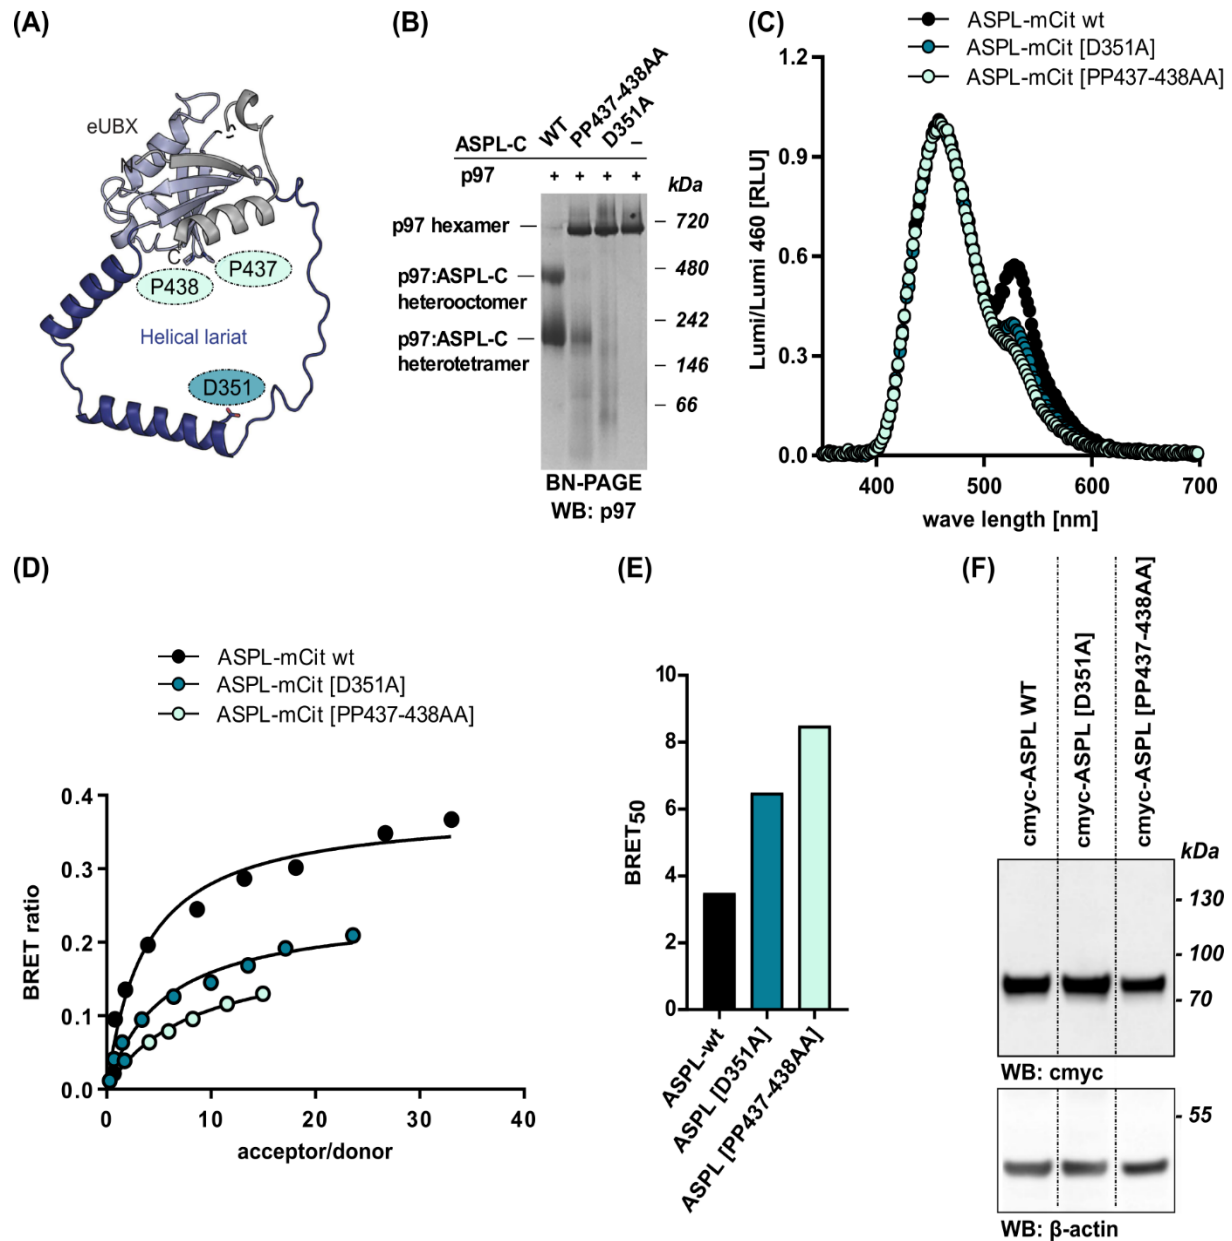 (A)
eUBX
N
C
P438
P437
Helical lariat
D351
(B)
WT
PP437-438AA
D351A
–
ASPL-C
p97
+ + + +
kDa
p97 hexamer
720
480
p97:ASPL-C
heterooctomer
242
p97:ASPL-C
heterotetramer
146
66
BN-PAGE
WB: p97
(C)
ASPL-mCit wt
ASPL-mCit [D351A]
ASPL-mCit [PP437-438AA]
Lumi/Lumi 460 [RLU]
1.2
0.9
0.6
0.3
0.0
400 500 600 700
wave length [nm]
(D)
ASPL-mCit wt
ASPL-mCit [D351A]
ASPL-mCit [PP437-438AA]
BRET ratio
0.4
0.3
0.2
0.1
0.0
0 10 20 30 40
acceptor/donor
(E)
BRET50
10
8
6
4
2
0
ASPL-wt
ASPL [D351A]
ASPL [PP437-438AA]
(F)
cmyc-ASPL WT
cmyc-ASPL [D351A]
cmyc-ASPL [PP437-438AA]
kDa
130
100
70
WB: cmyc
55
WB: β-actin